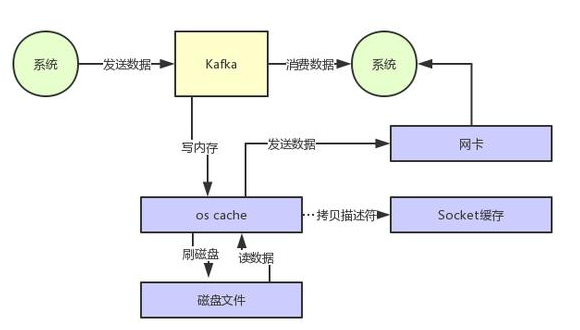 系统
发送数据
Kafka
消费数据
系统
写内存
发送数据
网卡
os cache
拷贝描述符
Socket缓存
刷磁盘
读数据
磁盘文件